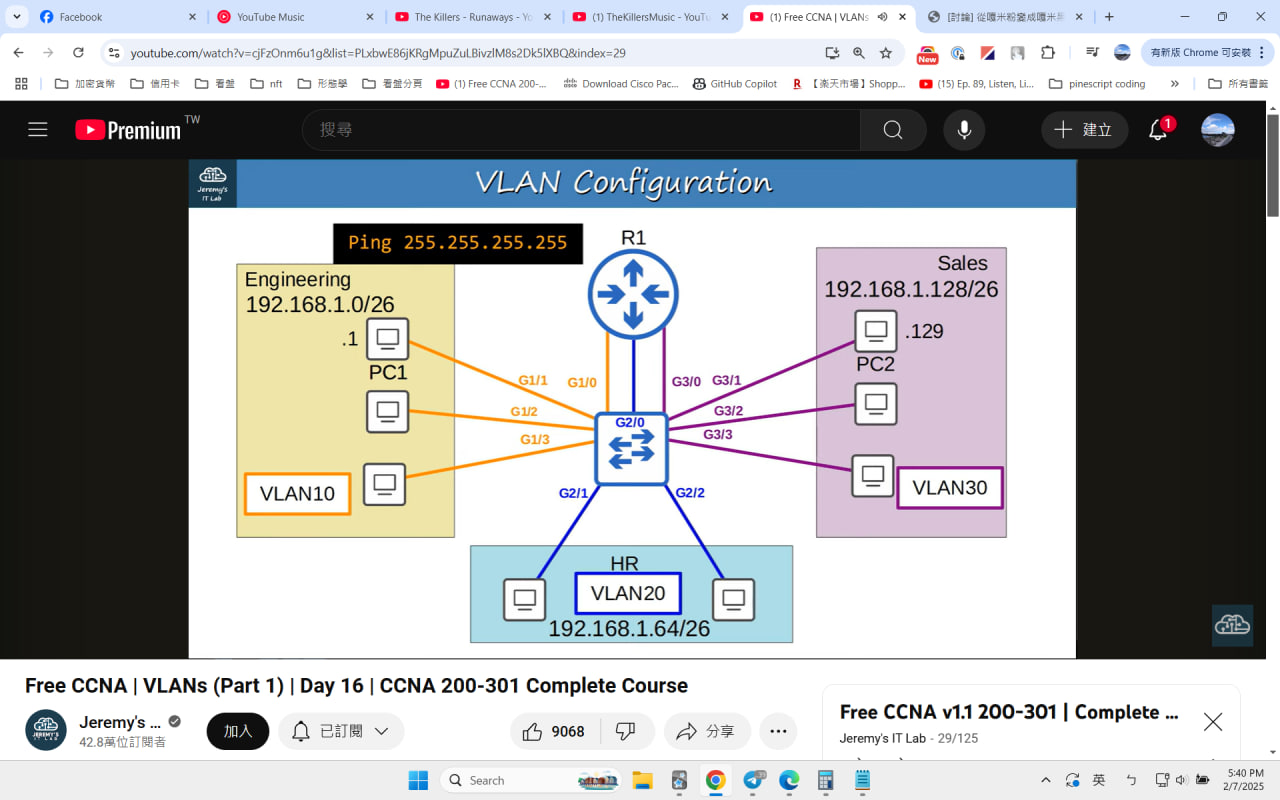 Facebook
YouTube Music
The Killers - Runaways - Yo
(1) TheKillersMusic - YouTu
(1) Free CCNA | VLANs
[討論] 從嘎米粉變成嘎米黑
youtube.com/watch?v=cjFzOnm6u1g&list=PLxbwE86jKRgMpuZuLBivzlM8s2Dk5lXBQ&index=29
New
有新版 Chrome 可安裝
加密貨幣
信用卡
看盤
nft
形態學
看盤分頁
(1) Free CCNA 200-...
Download Cisco Pac...
GitHub Copilot
【楽天市場】Shopp...
(15) Ep. 89, Listen, Li...
pinescript coding
»
所有書籤
Premium
TW
搜尋
建立
1
Jeremy's
IT Lab
VLAN Configuration
Ping 255.255.255.255
R1
Engineering
192.168.1.0/26
.1
PC1
VLAN10
Sales
192.168.1.128/26
.129
PC2
VLAN30
G1/1
G1/0
G3/0
G3/1
G1/2
G3/2
G1/3
G3/3
G2/0
G2/1
G2/2
HR
VLAN20
192.168.1.64/26
Free CCNA | VLANs (Part 1) | Day 16 | CCNA 200-301 Complete Course
JEREMY'S
Jeremy's ...
42.8萬位訂閱者
加入
已訂閱
9068
分享
Free CCNA v1.1 200-301 | Complete ...
Jeremy's IT Lab - 29/125
Search
英
5:40 PM
2/7/2025